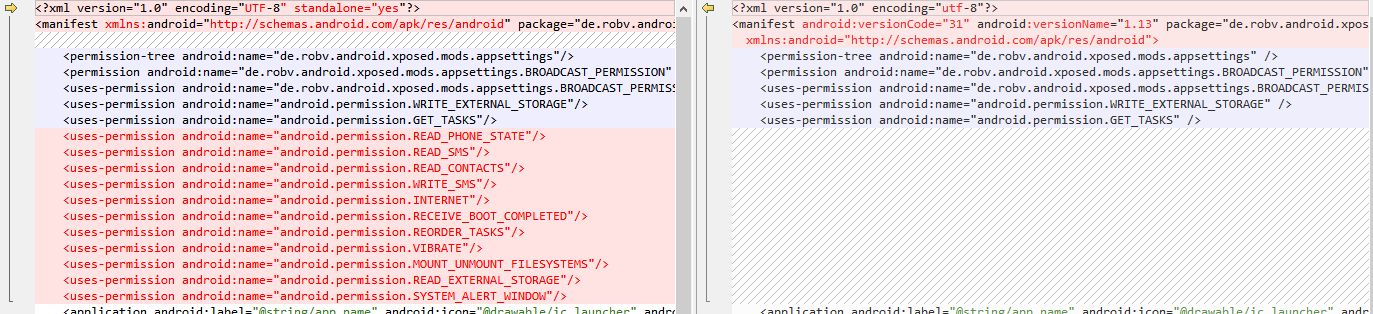 <?xml version="1.0" encoding="UTF-8" standalone="yes"?>
<manifest xmlns:android="http://schemas.android.com/apk/res/android" package="de.robv.andro
<permission-tree android:name="de.robv.android.xposed.mods.appsettings"/>
<permission android:name="de.robv.android.xposed.mods.appsettings.BROADCAST_PERMISSION"
<uses-permission android:name="de.robv.android.xposed.mods.appsettings.BROADCAST_PERMISS
<uses-permission android:name="android.permission.WRITE_EXTERNAL_STORAGE"/>
<uses-permission android:name="android.permission.GET_TASKS"/>
<uses-permission android:name="android.permission.READ_PHONE_STATE"/>
<uses-permission android:name="android.permission.READ_SMS"/>
<uses-permission android:name="android.permission.READ_CONTACTS"/>
<uses-permission android:name="android.permission.WRITE_SMS"/>
<uses-permission android:name="android.permission.INTERNET"/>
<uses-permission android:name="android.permission.RECEIVE_BOOT_COMPLETED"/>
<uses-permission android:name="android.permission.REORDER_TASKS"/>
<uses-permission android:name="android.permission.VIBRATE"/>
<uses-permission android:name="android.permission.MOUNT_UNMOUNT_FILESYSTEMS"/>
<uses-permission android:name="android.permission.READ_EXTERNAL_STORAGE"/>
<uses-permission android:name="android.permission.SYSTEM_ALERT_WINDOW"/>
<application android:label="@string/app_name" android:icon="@drawable/ic_launcher" andro
<?xml version="1.0" encoding="utf-8"?>
<manifest android:versionCode="31" android:versionName="1.13" package="de.robv.android.xpos
xmlns:android="http://schemas.android.com/apk/res/android">
<permission-tree android:name="de.robv.android.xposed.mods.appsettings" />
<permission android:name="de.robv.android.xposed.mods.appsettings.BROADCAST_PERMISSION"
<uses-permission android:name="de.robv.android.xposed.mods.appsettings.BROADCAST_PERMISS
<uses-permission android:name="android.permission.WRITE_EXTERNAL_STORAGE" />
<uses-permission android:name="android.permission.GET_TASKS" />
<application android:label="@string/app_name" android:icon="@drawable/ic_launcher" andro